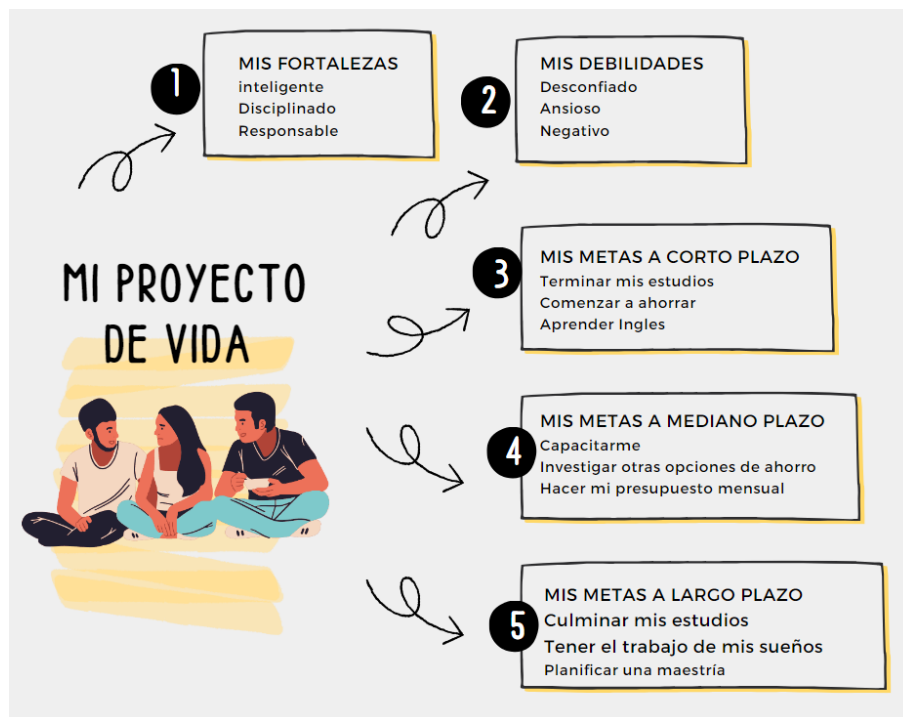 1
MIS FORTALEZAS
inteligente
Disciplinado
Responsable
2
MIS DEBILIDADES
Desconfiado
Ansioso
Negativo
MI PROYECTO
DE VIDA
3
MIS METAS A CORTO PLAZO
Terminar mis estudios
Comenzar a ahorrar
Aprender Ingles
4
MIS METAS A MEDIANO PLAZO
Capacitarme
Investigar otras opciones de ahorro
Hacer mi presupuesto mensual
5
MIS METAS A LARGO PLAZO
Culminar mis estudios
Tener el trabajo de mis sueños
Planificar una maestría